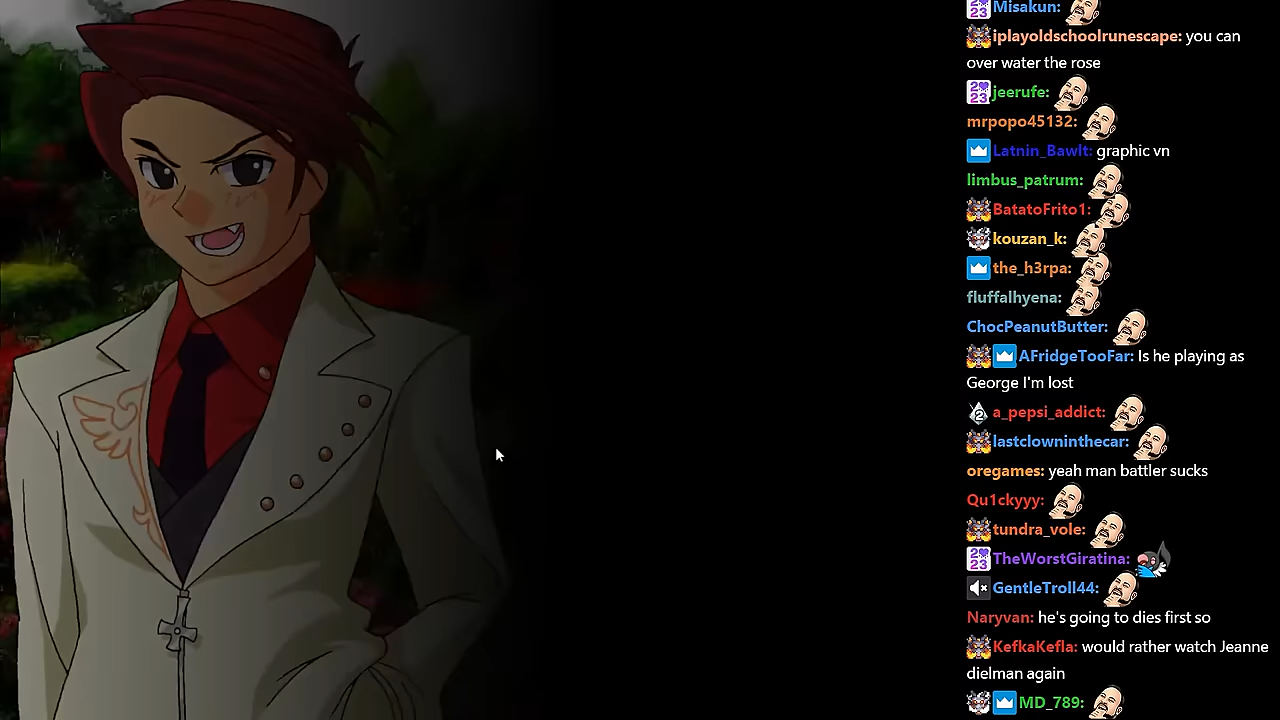 Misakun:
iplayoldschoolrunescape: you can
over water the rose
jeerufe:
mrpopo45132:
Latnin_Bawlt: graphic vn
limbus_patrum:
BatatoFrito1:
kouzan_k:
the_h3rpa:
fluffalhyena:
ChocPeanutButter:
AFridgeTooFar: Is he playing as
George I'm lost
a_pepsi_addict:
lastclowninthecar:
oregames: yeah man battler sucks
Qu1ckyyy:
tundra_vole:
TheWorstGiratina:
GentleTroll44:
Naryvan: he's going to dies first so
KefkaKefla: would rather watch Jeanne
dielman again
MD_789: